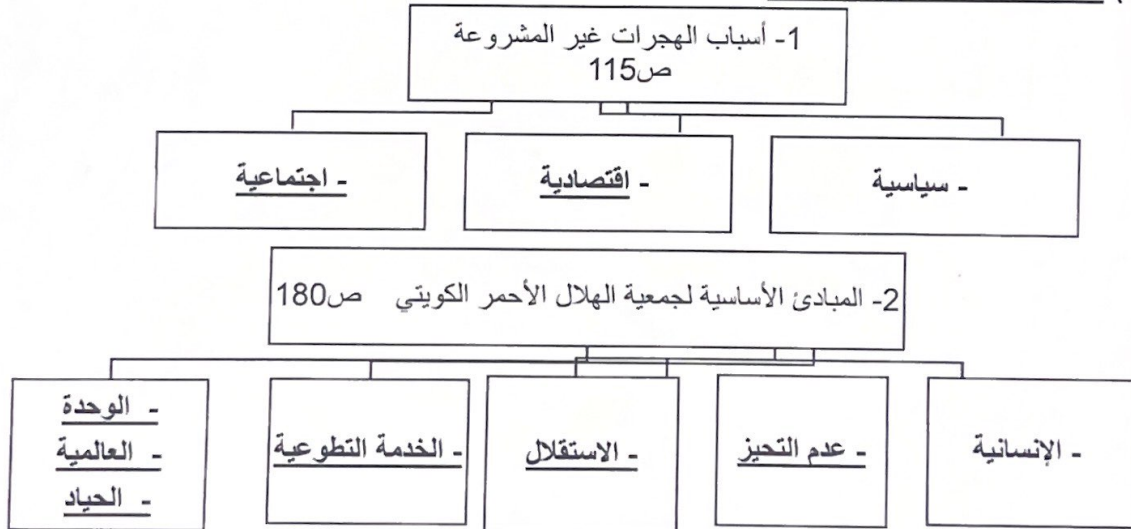 1- أسباب الهجرات غير المشروعة
ص115
- سياسية
- اقتصادية
- اجتماعية
2- المبادئ الأساسية لجمعية الهلال الأحمر الكويتي ص180
- الإنسانية
- عدم التحيز
- الاستقلال
- الخدمة التطوعية
- الوحدة
- العالمية
- الحياد